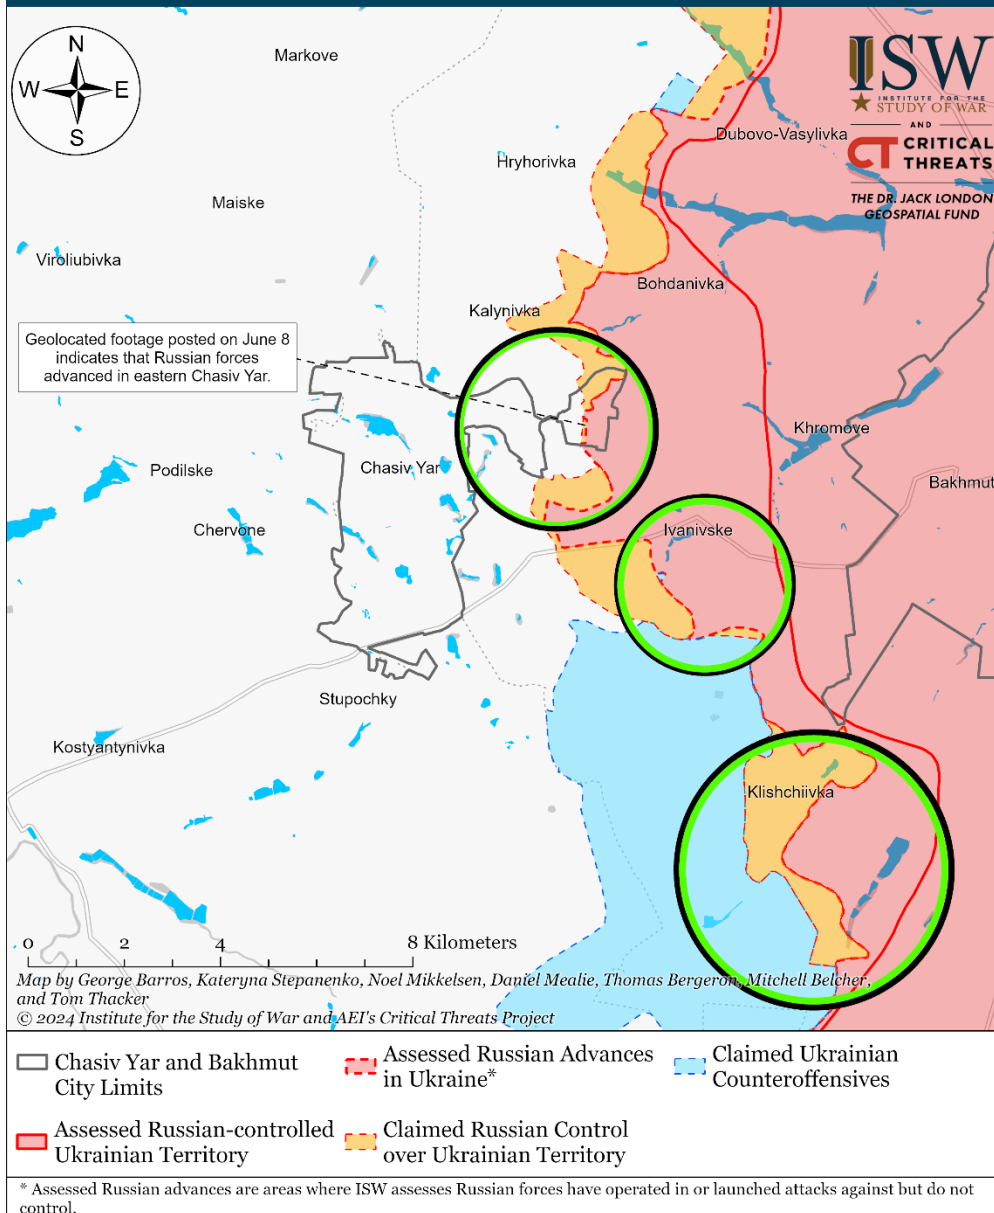 N
W
E
S
Markove
ISW
INSTITUTE FOR THE
STUDY OF WAR
AND
CT CRITICAL
THREATS
THE DR. JACK LONDON
GEOSPATIAL FUND
Dubovo-Vasylivka
Hryhorivka
Maiske
Viroliubivka
Bohdanivka
Kalynivka
Geolocated footage posted on June 8
indicates that Russian forces
advanced in eastern Chasiv Yar.
Khromove
Podilske
Chasiv Yar
Bakhmut
Chervone
Ivanivske
Stupochky
Kostyantynivka
Klishchiivka
0 2 4 8 Kilometers
Map by George Barros, Kateryna Stepanenko, Noel Mikkelsen, Daniel Mealie, Thomas Bergeron, Mitchell Belcher,
and Tom Thacker
© 2024 Institute for the Study of War and AEI's Critical Threats Project
Chasiv Yar and Bakhmut
City Limits
Assessed Russian Advances
in Ukraine*
Claimed Ukrainian
Counteroffensives
Assessed Russian-controlled
Ukrainian Territory
Claimed Russian Control
over Ukrainian Territory
* Assessed Russian advances are areas where ISW assesses Russian forces have operated in or launched attacks against but do not
control.